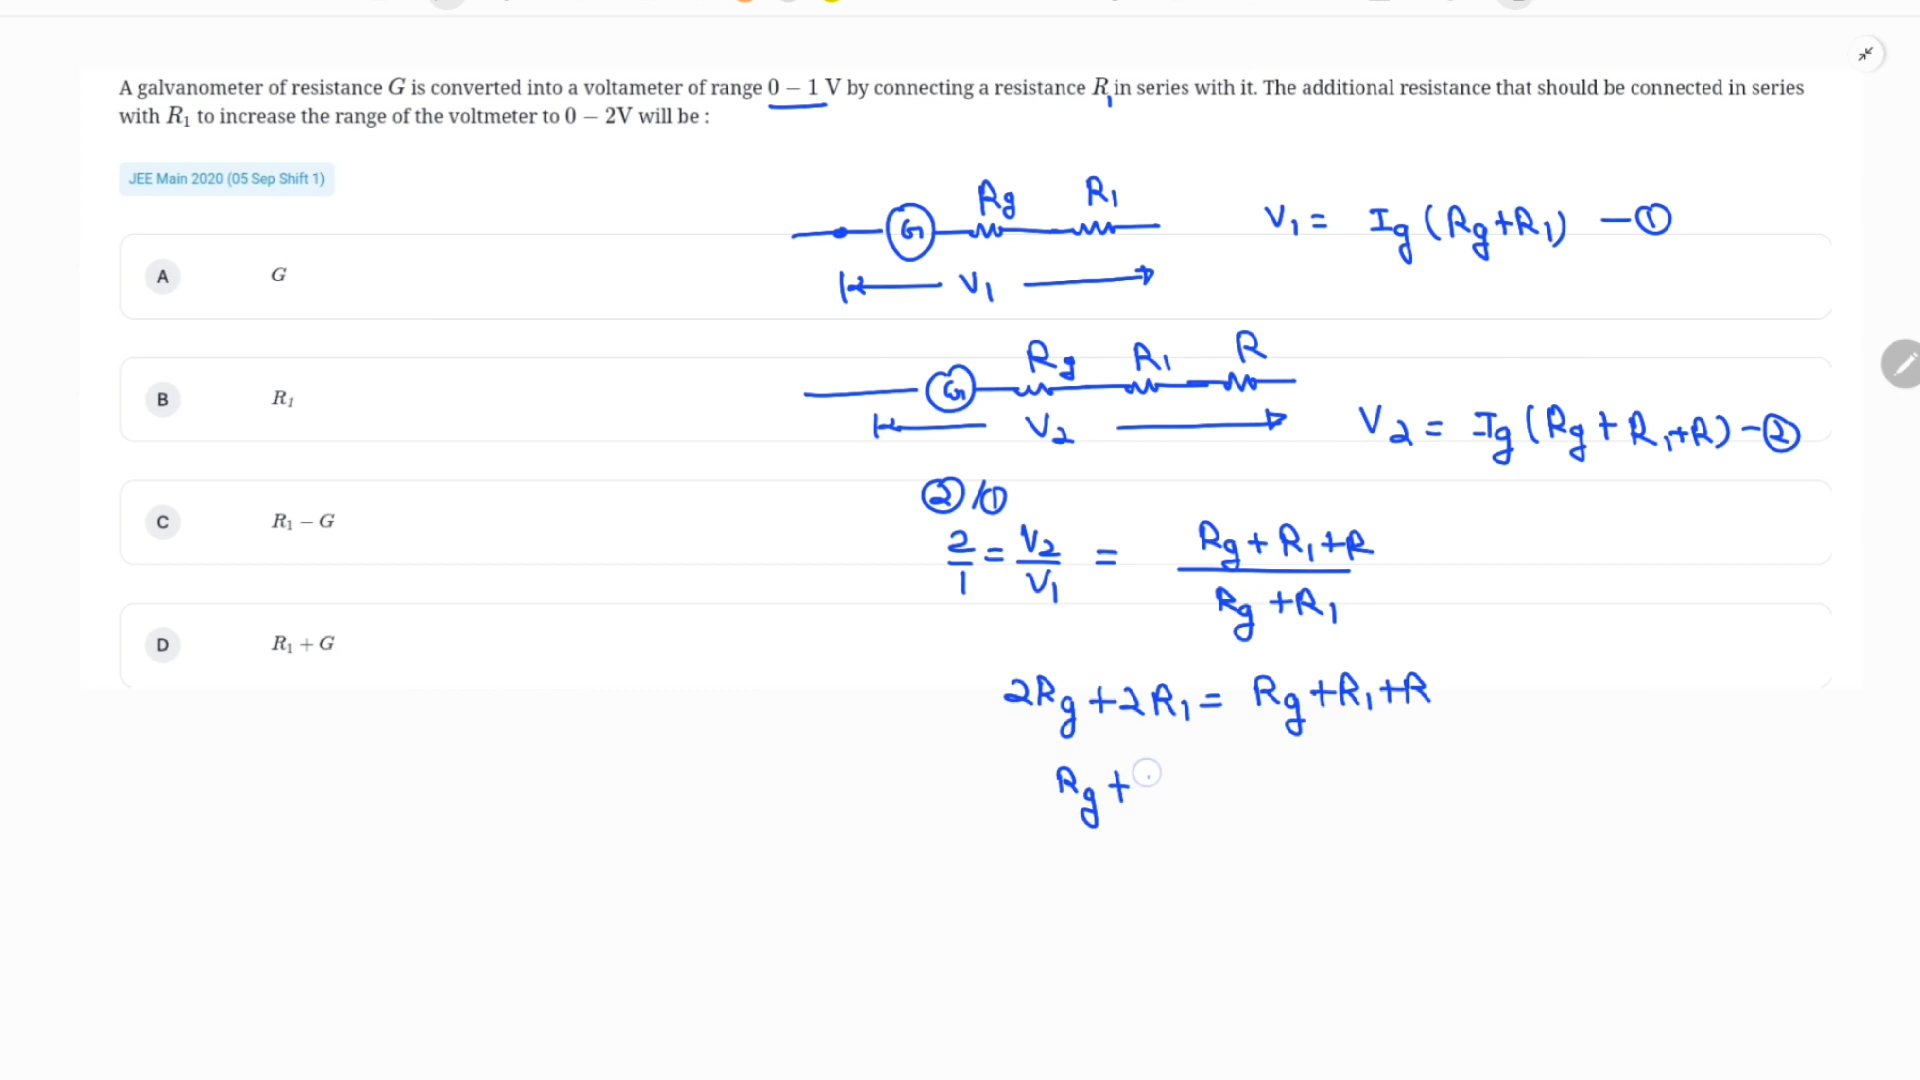 A galvanometer of resistance G is converted into a voltameter of range 0 – 1 V by connecting a resistance R₁ in series with it. The additional resistance that should be connected in series
with R₁ to increase the range of the voltmeter to 0 – 2V will be :
JEE Main 2020 (05 Sep Shift 1)
Rg R₁
G
V₁ = Ig (Rg+R₁) —①
A G
V₁
Rg R₁ R
G
B R₁
V₂
V₂ = Ig (Rg + R₁+R) –②
②/①
C R₁ – G
2/1 = V₂/V₁ = Rg + R₁ + R / Rg + R₁
D R₁ + G
2Rg +2R₁ = Rg +R₁+R
Rg +